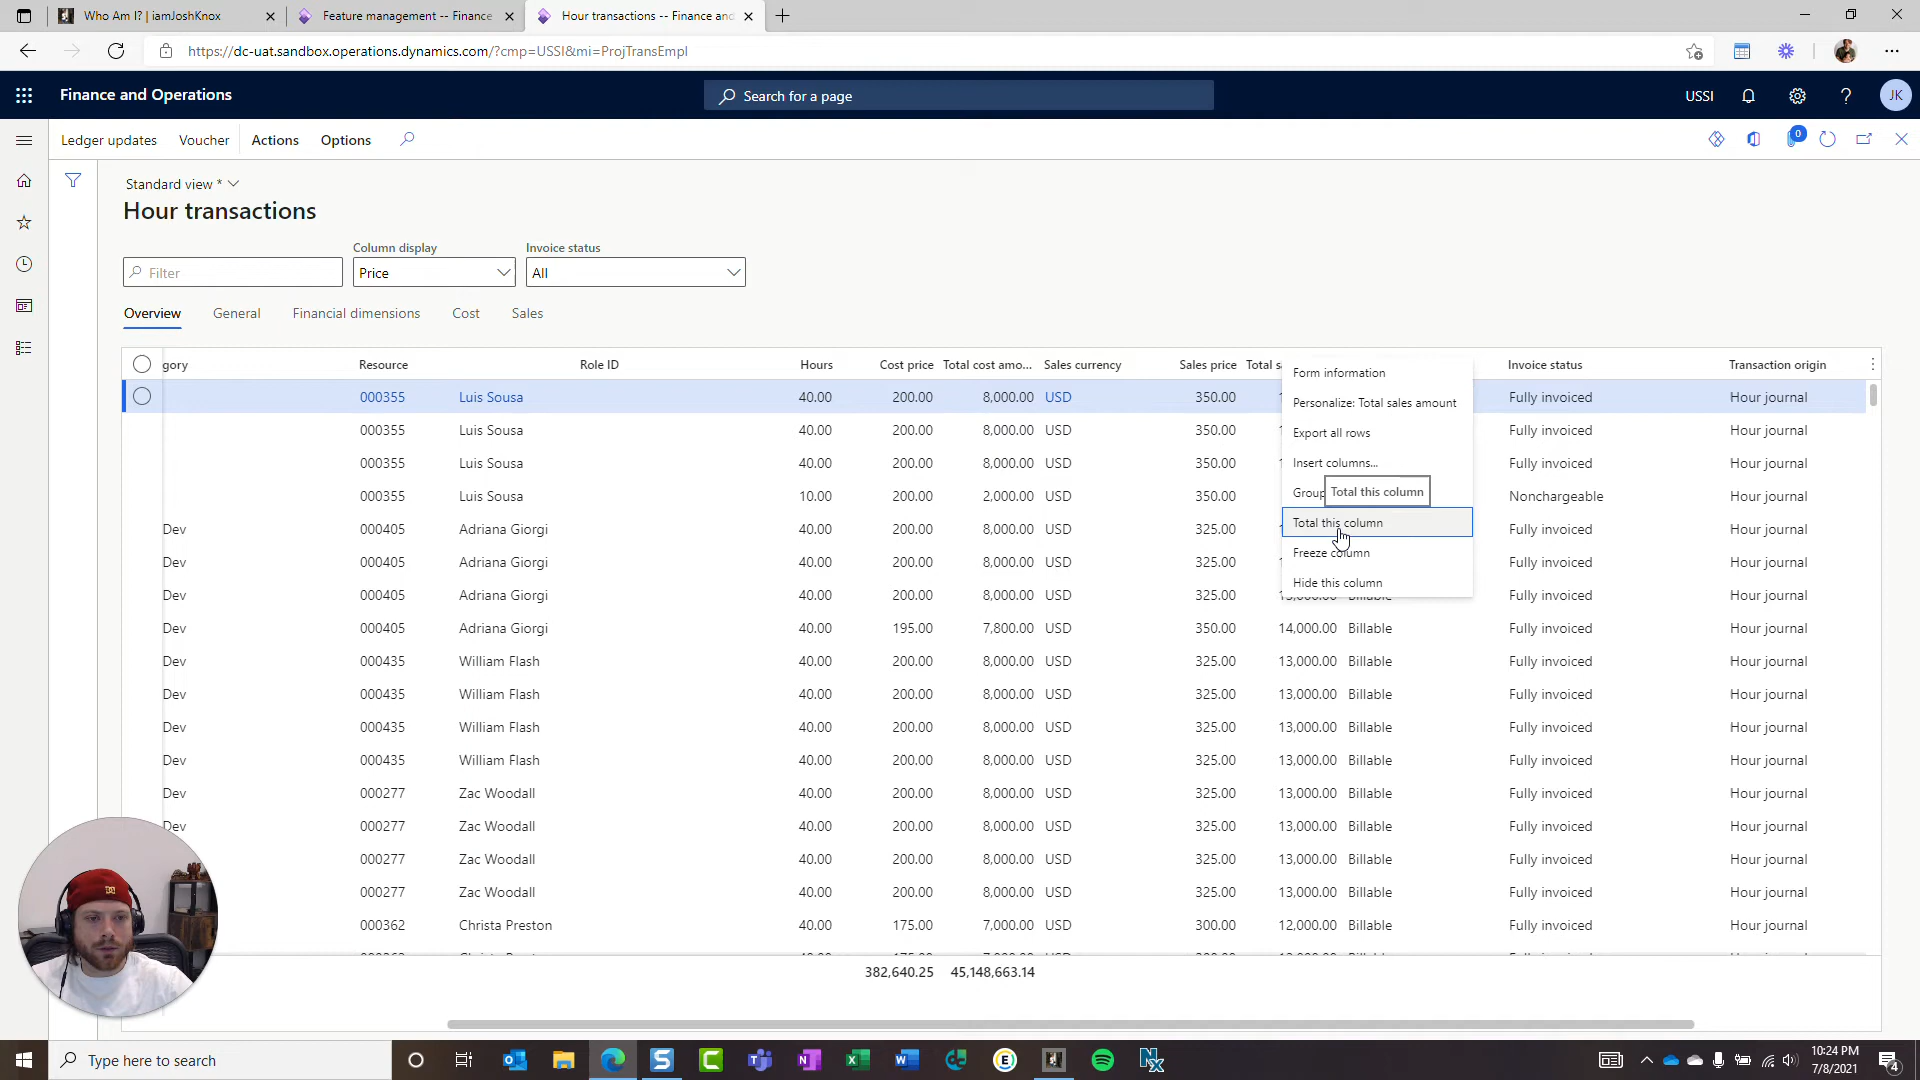 Who Am I? | iamJoshKnox
Feature management -- Finance
Hour transactions -- Finance and
https://dc-uat.sandbox.operations.dynamics.com/?cmp=USSI&mi=ProjTransEmpl
Finance and Operations
Search for a page
USSI
JK
Ledger updates Voucher Actions Options
0
Standard view *
Hour transactions
Column display Invoice status
Filter Price All
Overview General Financial dimensions Cost Sales
gory Resource Role ID Hours Cost price Total cost amo... Sales currency Sales price Total s Invoice status Transaction origin
000355 Luis Sousa 40.00 200.00 8,000.00 USD 350.00 Fully invoiced Hour journal
000355 Luis Sousa 40.00 200.00 8,000.00 USD 350.00 Fully invoiced Hour journal
000355 Luis Sousa 40.00 200.00 8,000.00 USD 350.00 Fully invoiced Hour journal
000355 Luis Sousa 10.00 200.00 2,000.00 USD 350.00 Nonchargeable Hour journal
Dev 000405 Adriana Giorgi 40.00 200.00 8,000.00 USD 325.00 Fully invoiced Hour journal
Dev 000405 Adriana Giorgi 40.00 200.00 8,000.00 USD 325.00 Fully invoiced Hour journal
Dev 000405 Adriana Giorgi 40.00 200.00 8,000.00 USD 325.00 13,000.00 Billable Fully invoiced Hour journal
Dev 000405 Adriana Giorgi 40.00 195.00 7,800.00 USD 350.00 14,000.00 Billable Fully invoiced Hour journal
Dev 000435 William Flash 40.00 200.00 8,000.00 USD 325.00 13,000.00 Billable Fully invoiced Hour journal
Dev 000435 William Flash 40.00 200.00 8,000.00 USD 325.00 13,000.00 Billable Fully invoiced Hour journal
Dev 000435 William Flash 40.00 200.00 8,000.00 USD 325.00 13,000.00 Billable Fully invoiced Hour journal
Dev 000435 William Flash 40.00 200.00 8,000.00 USD 325.00 13,000.00 Billable Fully invoiced Hour journal
Dev 000277 Zac Woodall 40.00 200.00 8,000.00 USD 325.00 13,000.00 Billable Fully invoiced Hour journal
Dev 000277 Zac Woodall 40.00 200.00 8,000.00 USD 325.00 13,000.00 Billable Fully invoiced Hour journal
000277 Zac Woodall 40.00 200.00 8,000.00 USD 325.00 13,000.00 Billable Fully invoiced Hour journal
000277 Zac Woodall 40.00 200.00 8,000.00 USD 325.00 13,000.00 Billable Fully invoiced Hour journal
000362 Christa Preston 40.00 175.00 7,000.00 USD 300.00 12,000.00 Billable Fully invoiced Hour journal
382,640.25 45,148,663.14
Form information
Personalize: Total sales amount
Export all rows
Insert columns...
Group
Total this column
Total this column
Freeze column
Hide this column
Type here to search
10:24 PM
7/8/2021
4